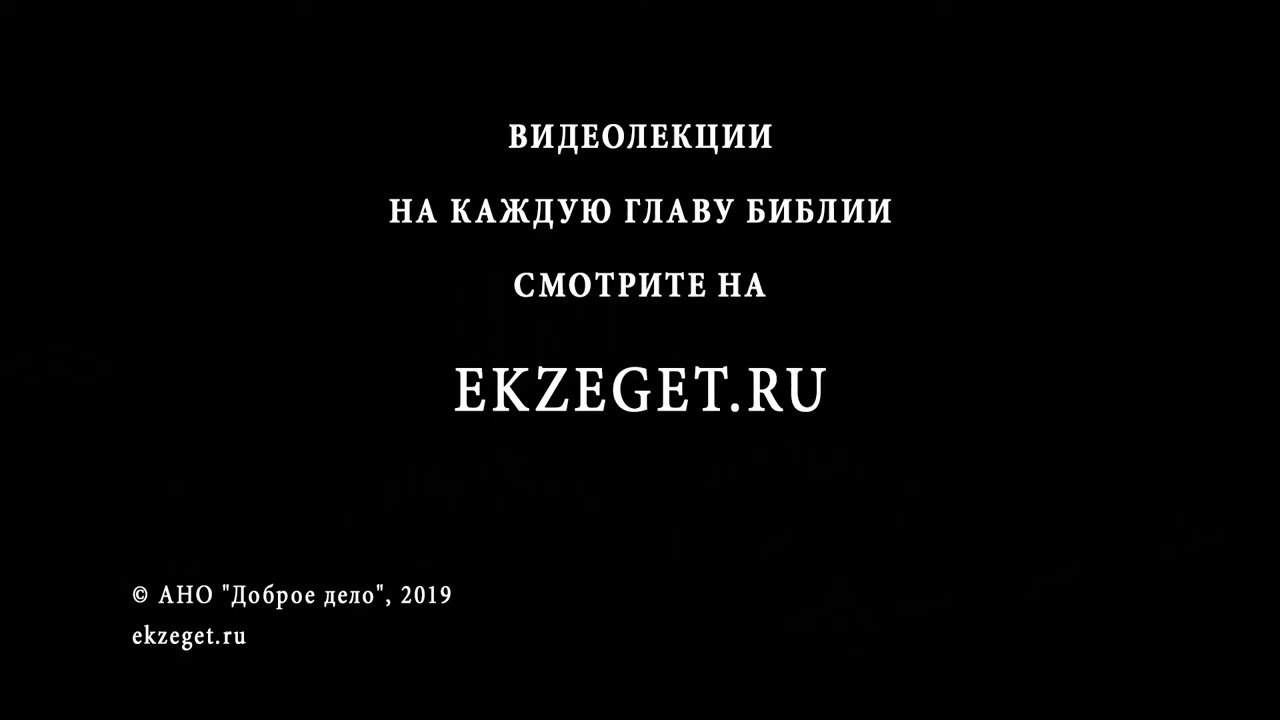 ВИДЕОЛЕКЦИИ
НА КАЖДУЮ ГЛАВУ БИБЛИИ
СМОТРИТЕ НА
EKZEGET.RU
© АНО "Доброе дело", 2019
ekzeget.ru